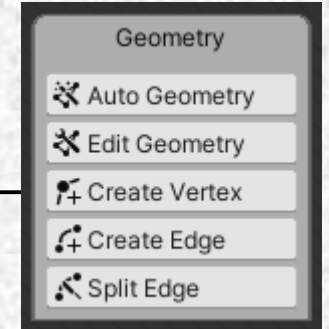 Geometry
Auto Geometry
Edit Geometry
Create Vertex
Create Edge
Split Edge